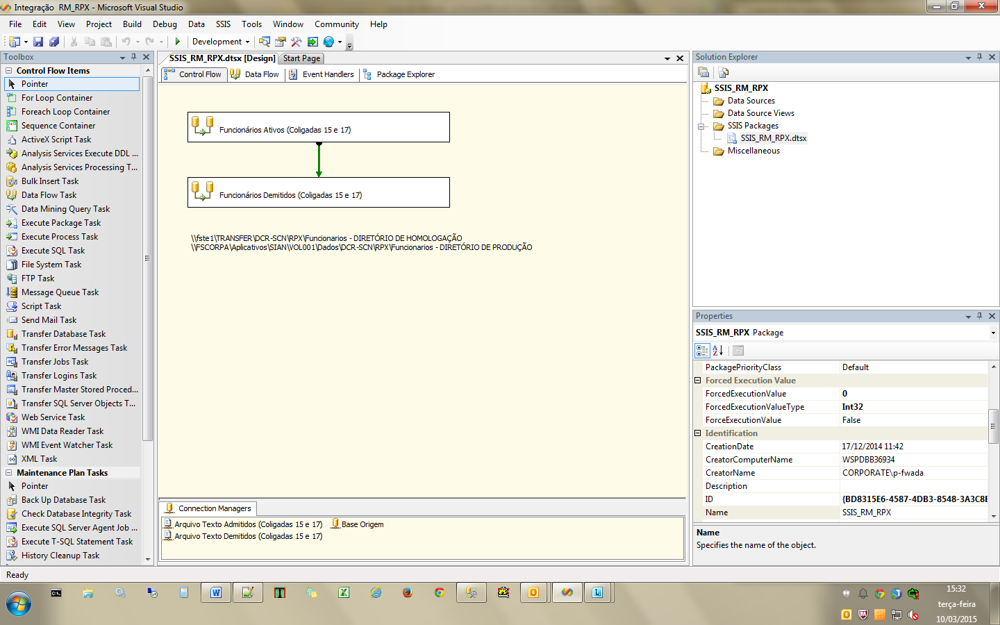 Integração  RM_RPX - Microsoft Visual Studio
File Edit View Project Build Debug Data SSIS Tools Window Community Help
Development
Toolbox
Control Flow Items
Pointer
For Loop Container
Foreach Loop Container
Sequence Container
ActiveX Script Task
Analysis Services Execute DDL ...
Analysis Services Processing T...
Bulk Insert Task
Data Flow Task
Data Mining Query Task
Execute Package Task
Execute Process Task
Execute SQL Task
File System Task
FTP Task
Message Queue Task
Script Task
Send Mail Task
Transfer Database Task
Transfer Error Messages Task
Transfer Jobs Task
Transfer Logins Task
Transfer Master Stored Proced...
Transfer SQL Server Objects T...
Web Service Task
WMI Data Reader Task
WMI Event Watcher Task
XML Task
Maintenance Plan Tasks
Pointer
Back Up Database Task
Check Database Integrity Task
Execute SQL Server Agent Job ...
Execute T-SQL Statement Task
History Cleanup Task
SSIS_RM_RPX.dtsx [Design] Start Page
Control Flow Data Flow Event Handlers Package Explorer
Funcionários Ativos (Coligadas 15 e 17)
Funcionários Demitidos (Coligadas 15 e 17)
\\fste1\TRANSFER\DCR-SCN\RPX\Funcionarios - DIRETÓRIO DE HOMOLOGAÇÃO
\\FSCORPA\Aplicativos\SIAN\VOL001\Dados\DCR-SCN\RPX\Funcionarios - DIRETÓRIO DE PRODUÇÃO
Connection Managers
Arquivo Texto Admitidos (Coligadas 15 e 17) Base Origem
Arquivo Texto Demitidos (Coligadas 15 e 17)
Solution Explorer
SSIS_RM_RPX
Data Sources
Data Source Views
SSIS Packages
SSIS_RM_RPX.dtsx
Miscellaneous
Properties
SSIS_RM_RPX Package
PackagePriorityClass Default
Forced Execution Value
ForcedExecutionValue 0
ForcedExecutionValueType Int32
ForceExecutionValue False
Identification
CreationDate 17/12/2014 11:42
CreatorComputerName WSPDBB36934
CreatorName CORPORATE\p-fwada
Description
ID {BD8315E6-4587-4DB3-8548-3A3C8E
Name SSIS_RM_RPX
Name
Specifies the name of the object.
Ready
15:32
terça-feira
10/03/2015